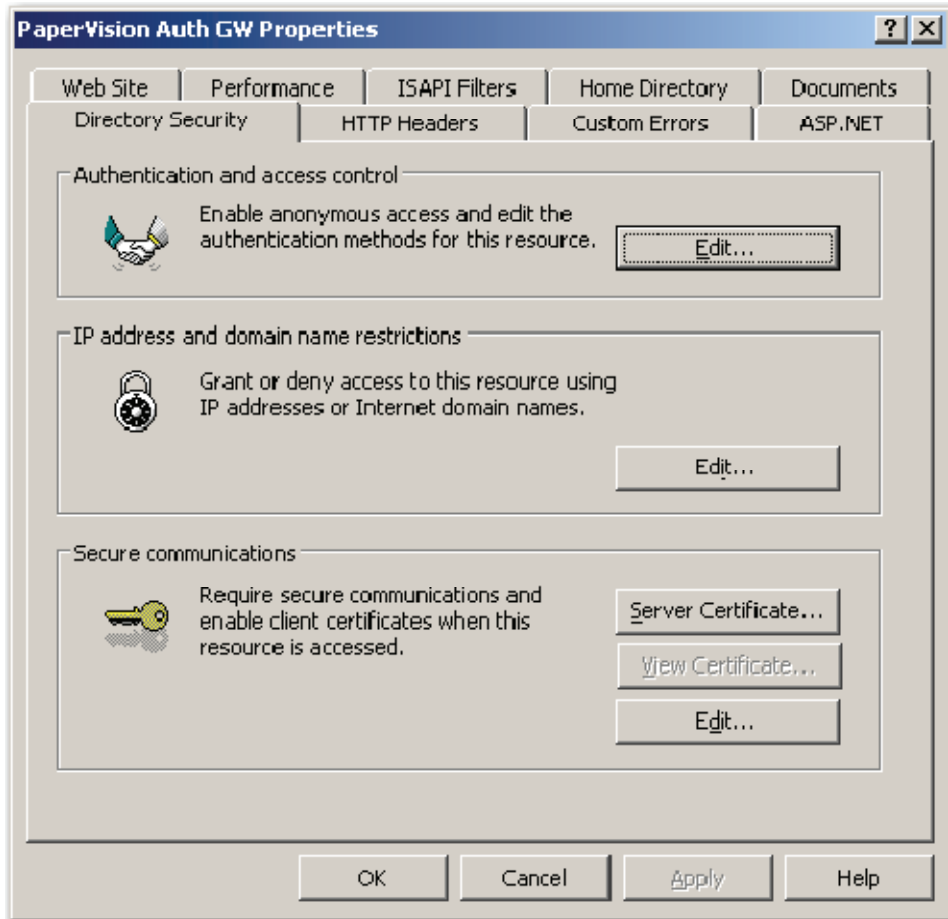 PaperVision Auth GW Properties
Web Site Performance ISAPI Filters Home Directory Documents
Directory Security HTTP Headers Custom Errors ASP.NET
Authentication and access control
Enable anonymous access and edit the
authentication methods for this resource.
Edit...
IP address and domain name restrictions
Grant or deny access to this resource using
IP addresses or Internet domain names.
Edit...
Secure communications
Require secure communications and
enable client certificates when this
resource is accessed.
Server Certificate...
View Certificate...
Edit...
OK Cancel Apply Help